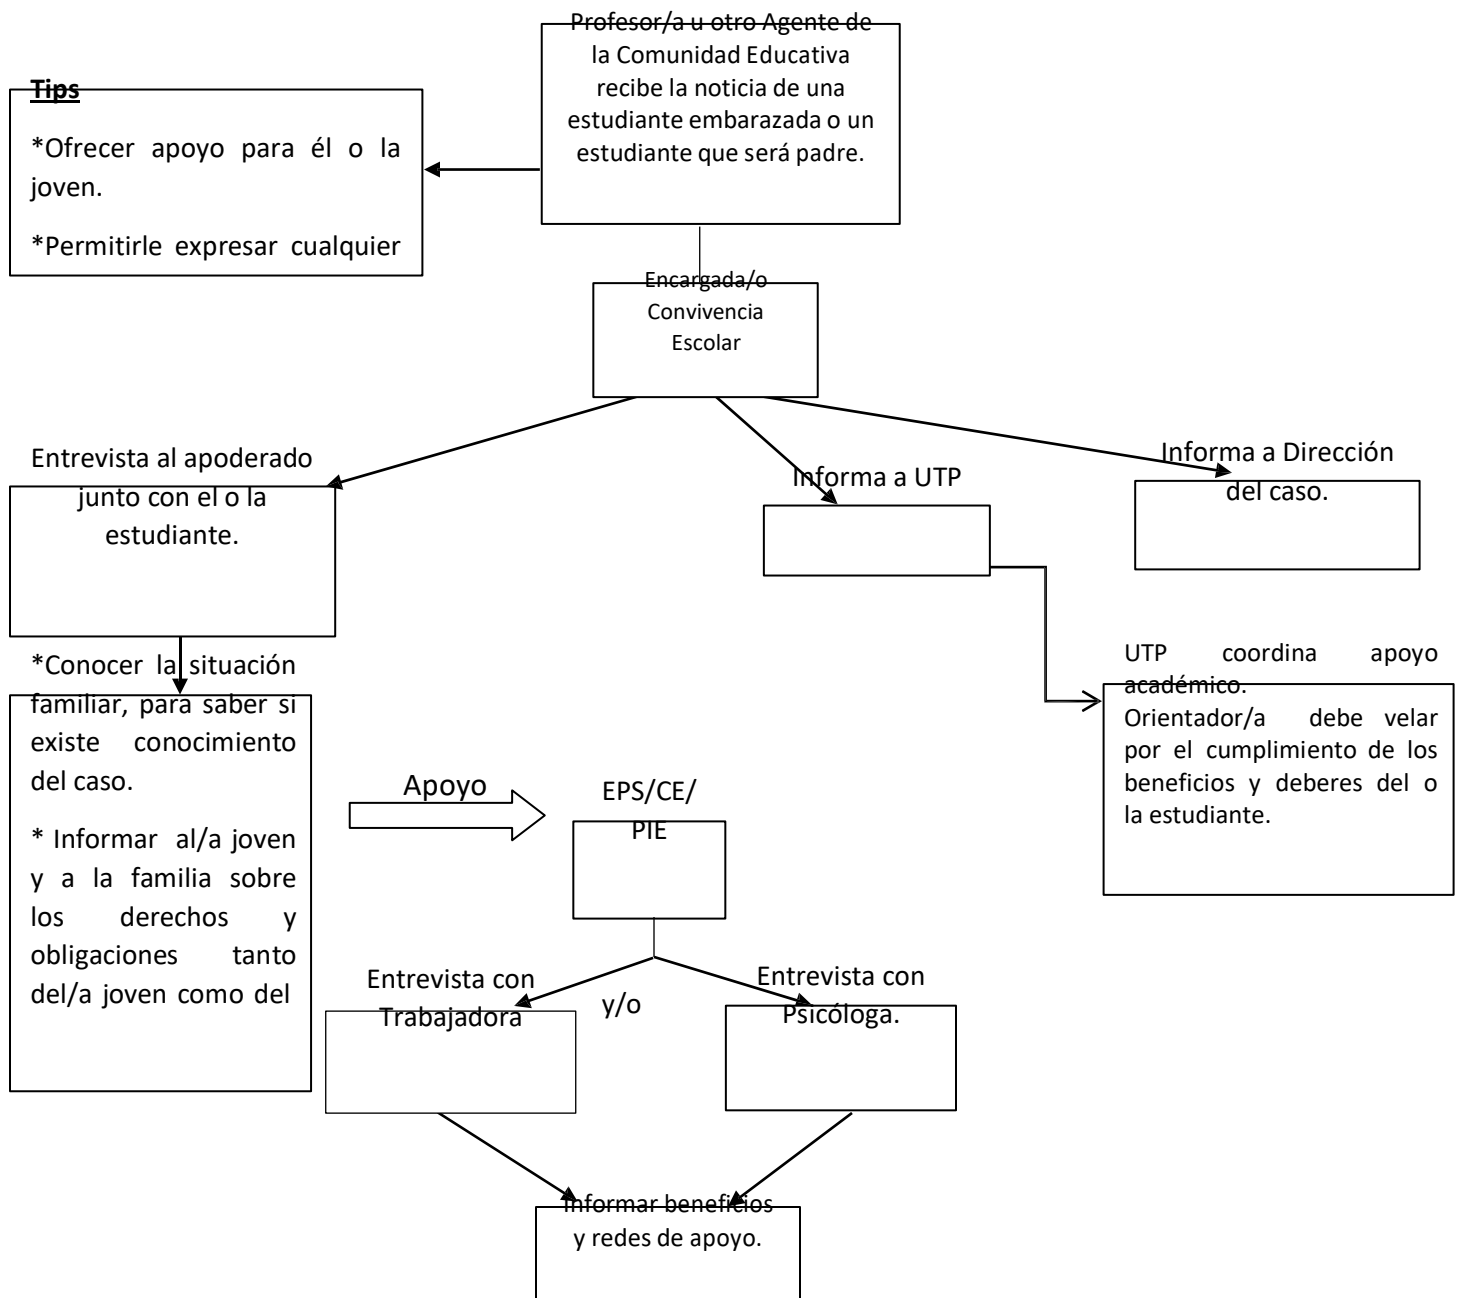 Profesor/a u otro Agente de
la Comunidad Educativa
recibe la noticia de una
estudiante embarazada o un
estudiante que será padre.
Tips
*Ofrecer apoyo para él o la
joven.
*Permitirle expresar cualquier
Encargada/o
Convivencia
Escolar
Entrevista al apoderado
junto con el o la
estudiante.
Informa a UTP
Informa a Dirección
del caso.
*Conocer la situación
familiar, para saber si
existe conocimiento
del caso.
* Informar al/a joven
y a la familia sobre
los derechos y
obligaciones tanto
del/a joven como del
UTP coordina apoyo
académico.
Orientador/a debe velar
por el cumplimiento de los
beneficios y deberes del o
la estudiante.
Apoyo
EPS/CE/
PIE
Entrevista con
Trabajadora
y/o
Entrevista con
Psicóloga.
Informar beneficios
y redes de apoyo.